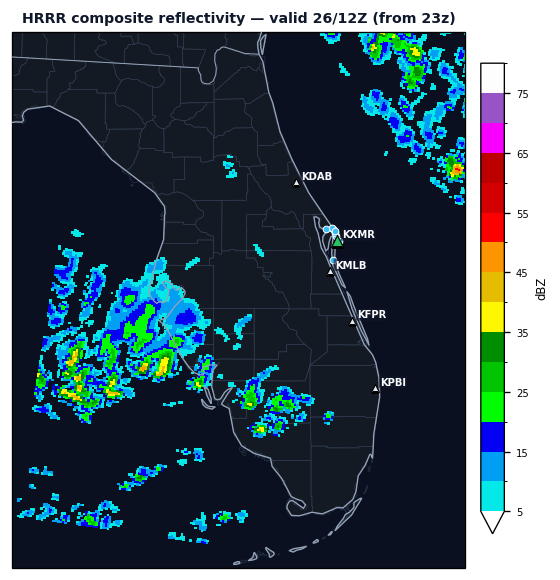 HRRR composite reflectivity — valid 26/12Z (from 23z)
KDAB
KXMR
KMLB
KFPR
KPBI
75
65
55
45
35
25
15
5
dBZ